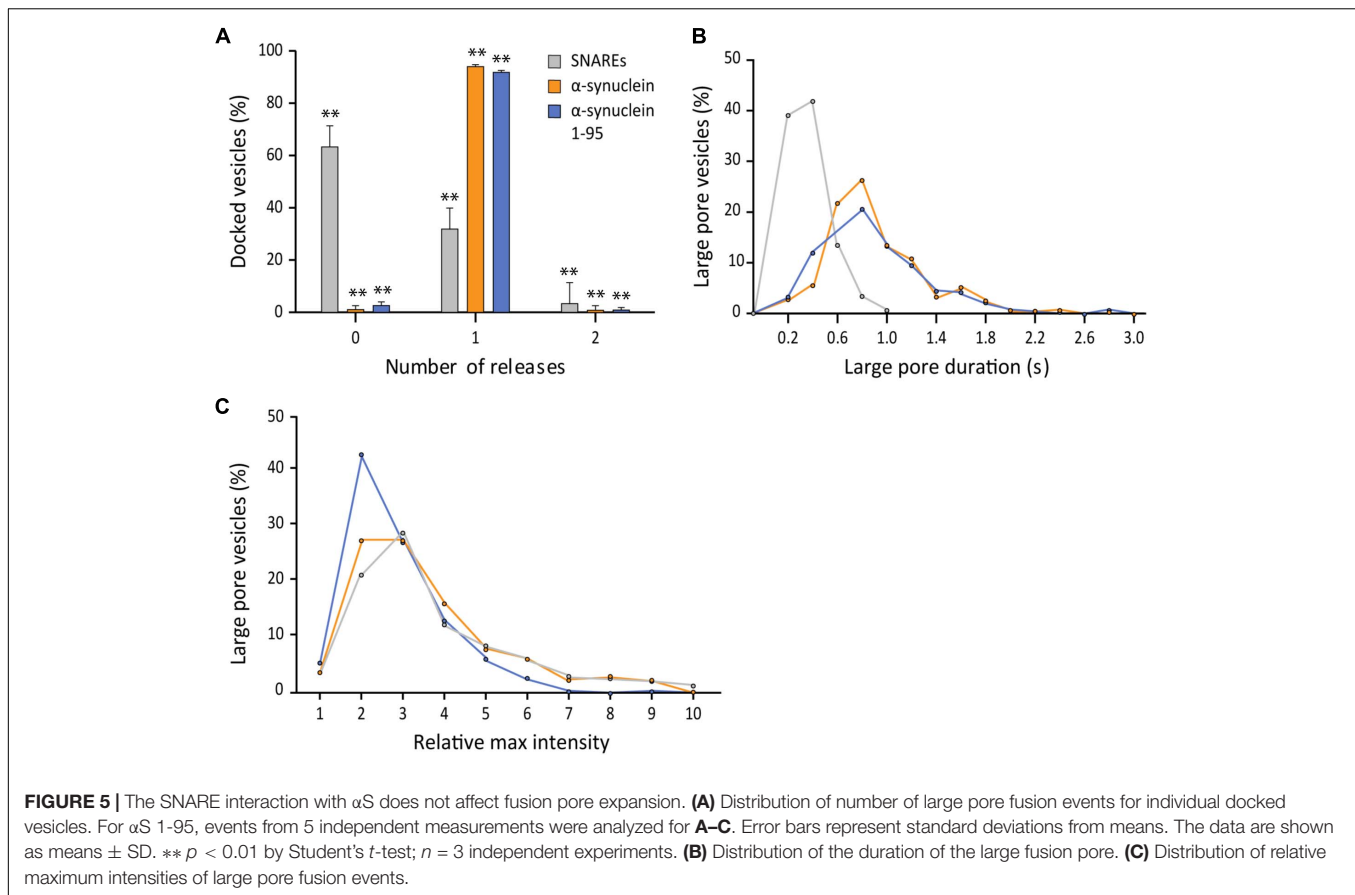 A
100
80
60
40
20
0
Docked vesicles (%)
** ** ** ** ** ** ** ** **
0 1 2
Number of releases
SNAREs
α-synuclein
α-synuclein
1-95
B
50
40
30
20
10
0
Large pore vesicles (%)
0.2 0.6 1.0 1.4 1.8 2.2 2.6 3.0
Large pore duration (s)
C
50
40
30
20
10
0
Large pore vesicles (%)
1 2 3 4 5 6 7 8 9 10
Relative max intensity
FIGURE 5 | The SNARE interaction with αS does not affect fusion pore expansion. (A) Distribution of number of large pore fusion events for individual docked
vesicles. For αS 1-95, events from 5 independent measurements were analyzed for A–C. Error bars represent standard deviations from means. The data are shown
as means ± SD. ∗∗ p < 0.01 by Student's t-test; n = 3 independent experiments. (B) Distribution of the duration of the large fusion pore. (C) Distribution of relative
maximum intensities of large pore fusion events.